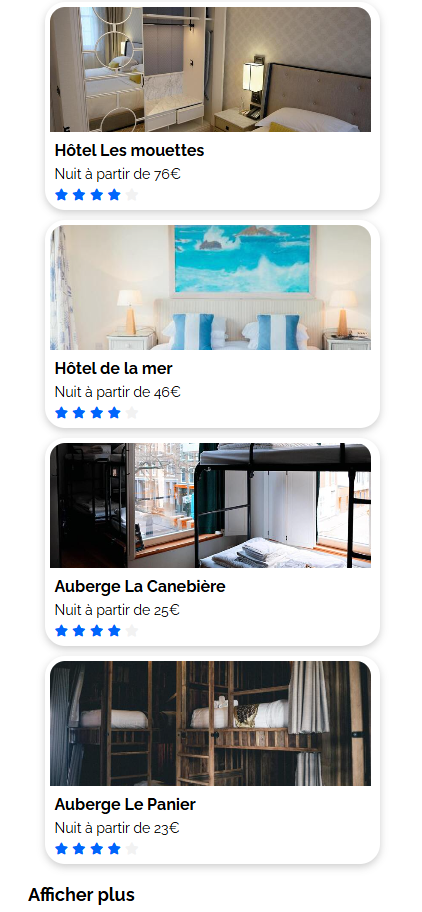 Hôtel Les mouettes
Nuit à partir de 76€
Hôtel de la mer
Nuit à partir de 46€
Auberge La Canebière
Nuit à partir de 25€
Auberge Le Panier
Nuit à partir de 23€
Afficher plus